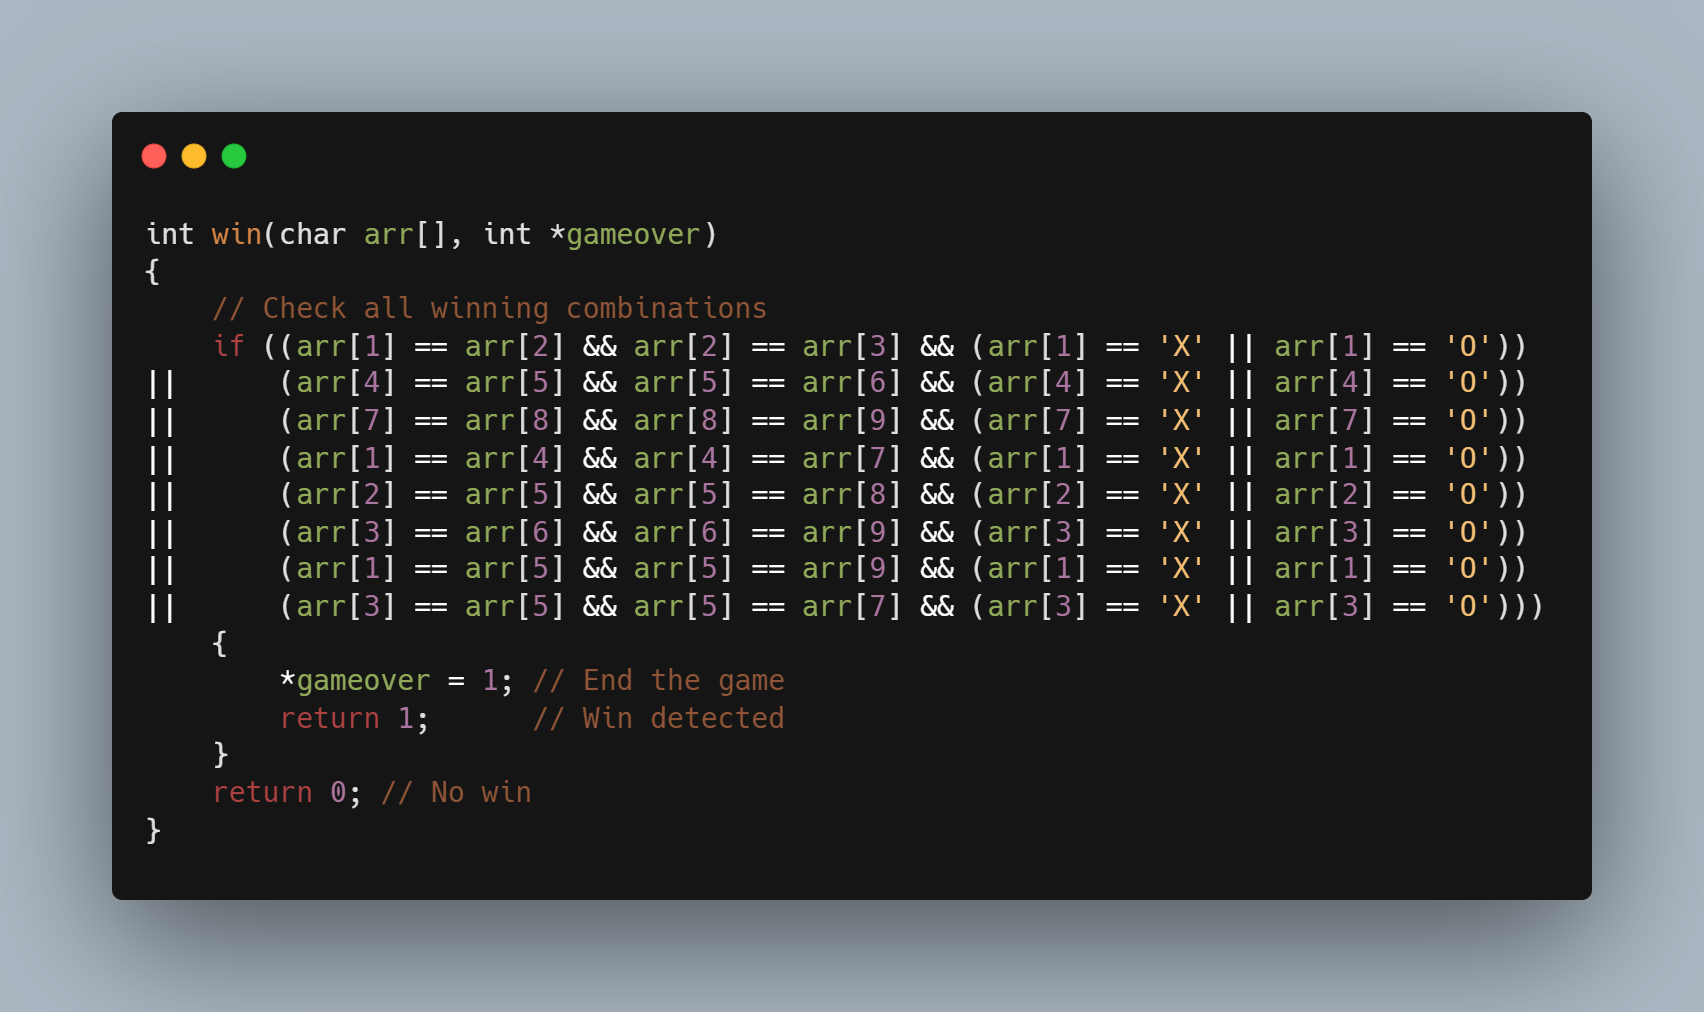 int win(char arr[], int *gameover)
{
    // Check all winning combinations
    if ((arr[1] == arr[2] && arr[2] == arr[3] && (arr[1] == 'X' || arr[1] == 'O'))
||      (arr[4] == arr[5] && arr[5] == arr[6] && (arr[4] == 'X' || arr[4] == 'O'))
||      (arr[7] == arr[8] && arr[8] == arr[9] && (arr[7] == 'X' || arr[7] == 'O'))
||      (arr[1] == arr[4] && arr[4] == arr[7] && (arr[1] == 'X' || arr[1] == 'O'))
||      (arr[2] == arr[5] && arr[5] == arr[8] && (arr[2] == 'X' || arr[2] == 'O'))
||      (arr[3] == arr[6] && arr[6] == arr[9] && (arr[3] == 'X' || arr[3] == 'O'))
||      (arr[1] == arr[5] && arr[5] == arr[9] && (arr[1] == 'X' || arr[1] == 'O'))
||      (arr[3] == arr[5] && arr[5] == arr[7] && (arr[3] == 'X' || arr[3] == 'O')))
    {
        *gameover = 1; // End the game
        return 1;      // Win detected
    }
    return 0; // No win
}